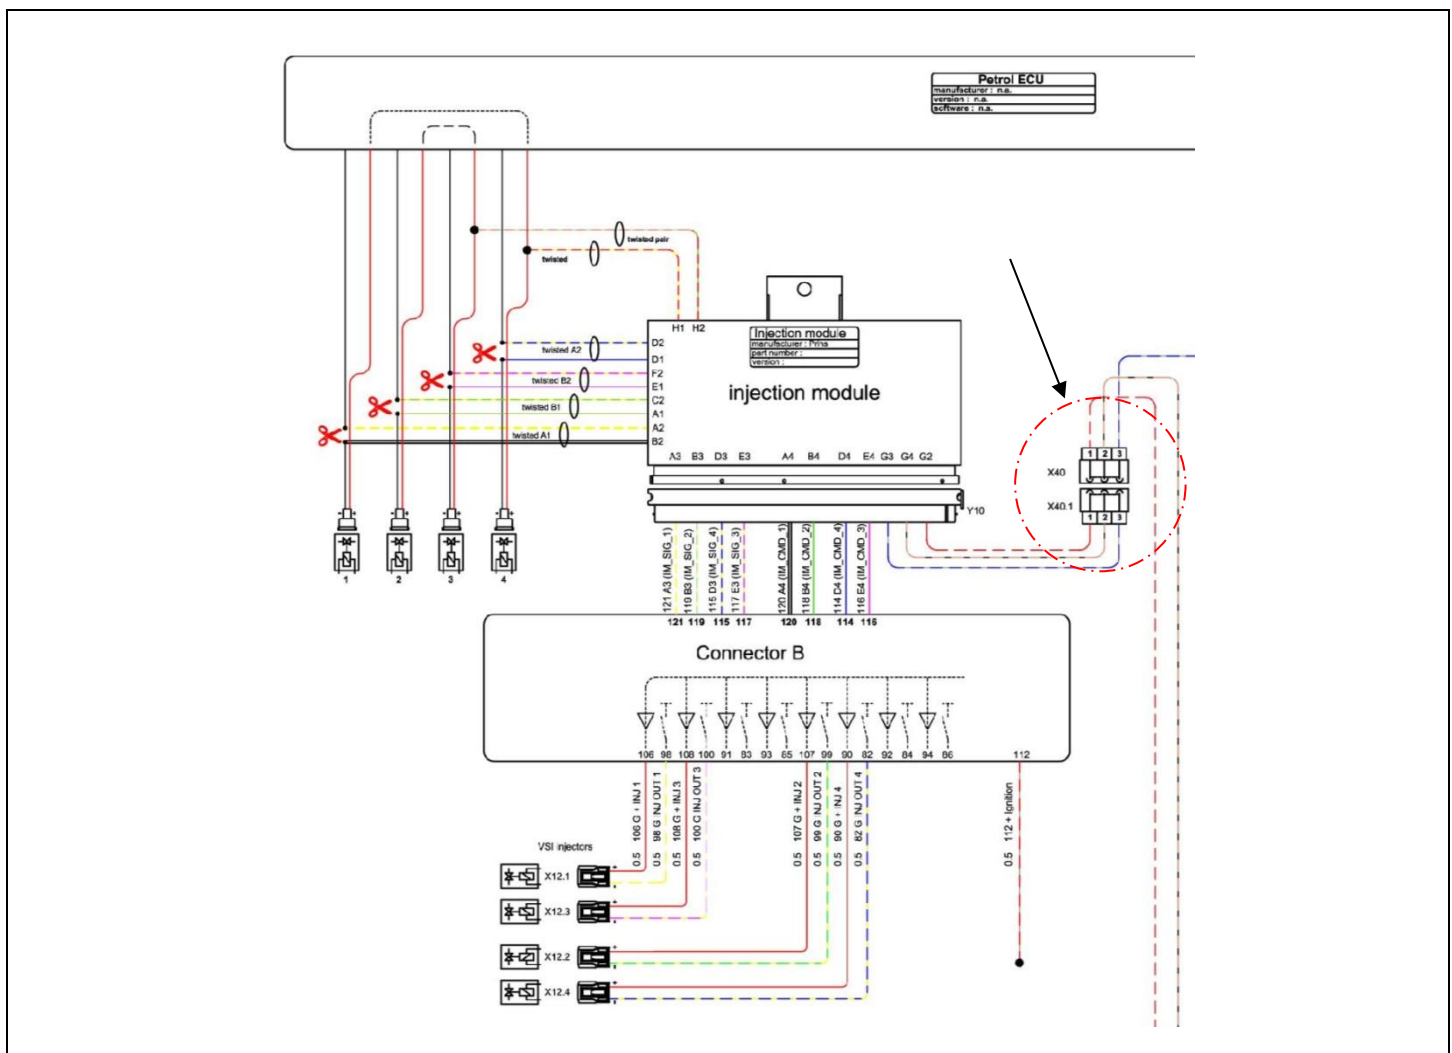 Petrol ECU
manufacturer : n.a.
version : n.a.
software : n.a.
twisted pair
twisted
H1 H2
Injection module
manufacturer : Prins
part number :
version :
injection module
D2
D1
F2
E1
C2
A1
A2
B2
twisted A2
twisted B2
twisted B1
twisted A1
A3 B3 D3 E3 A4 B4 D4 E4 G3 G4 G2
Y10
1 2 3
X40
X40.1
1 2 3
- +
- +
- +
- +
1 2 3 4
121 A3 (IM_SIG_1)
119 B3 (IM_SIG_2)
115 D3 (IM_SIG_4)
117 E3 (IM_SIG_3)
120 A4 (IM_CMD_1)
118 B4 (IM_CMD_2)
114 D4 (IM_CMD_4)
116 E4 (IM_CMD_3)
121 119 115 117 120 118 114 116
Connector B
106 98 108 100 91 83 93 85 107 99 90 82 92 84 94 86 112
0.5 106 G + INJ 1
0.5 98 G INJ OUT 1
0.5 108 G + INJ 3
0.5 100 G INJ OUT 3
0.5 107 G + INJ 2
0.5 99 G INJ OUT 2
0.5 90 G + INJ 4
0.5 82 G INJ OUT 4
0.5 112 + Ignition
VSI injectors
X12.1
+
-
X12.3
+
-
X12.2
+
-
X12.4
+
-